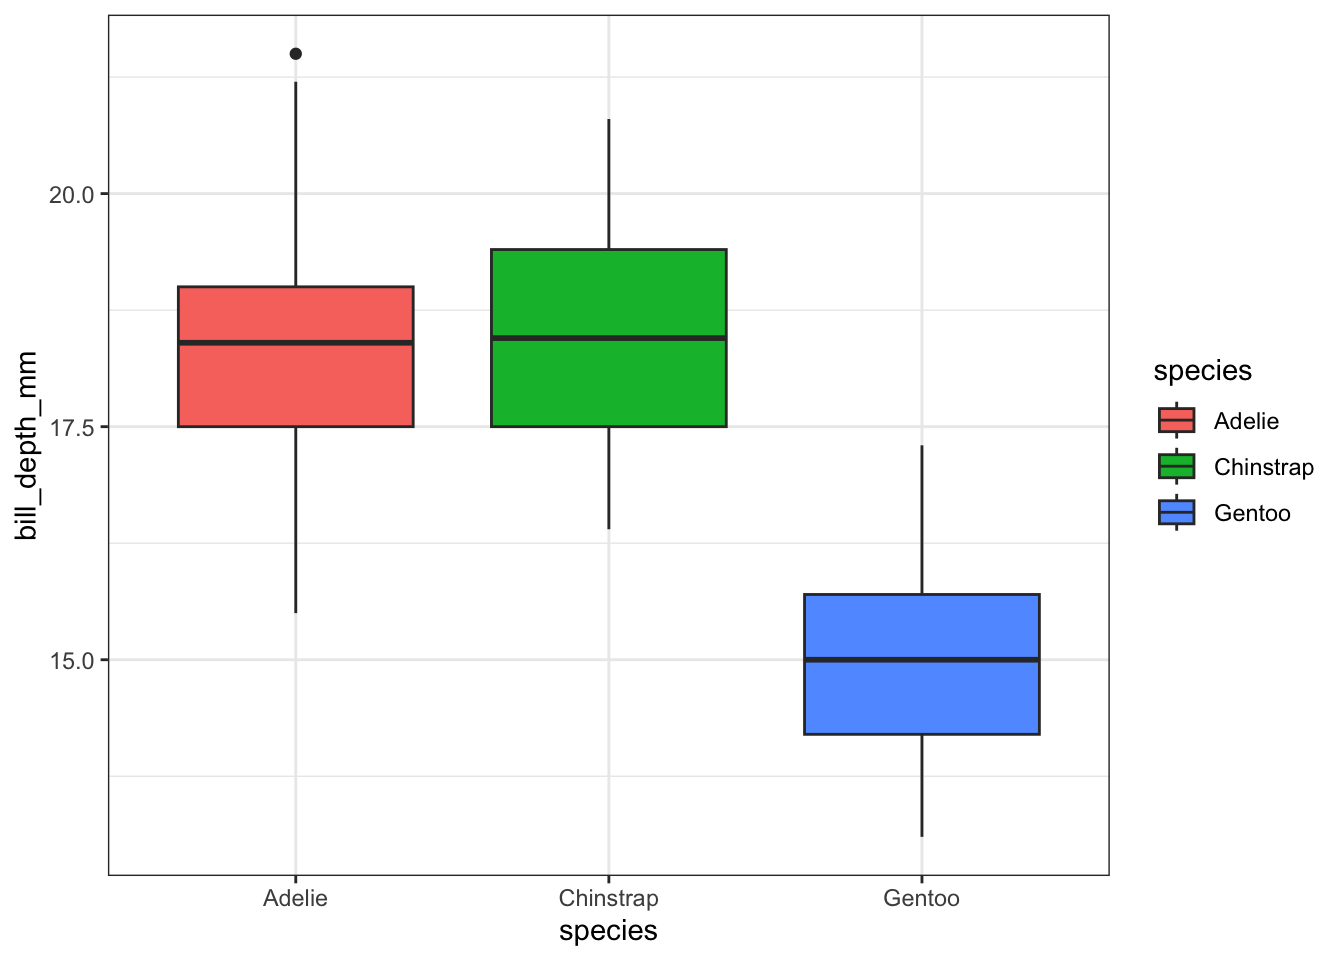 bill_depth_mm
20.0
17.5
15.0
Adelie
Chinstrap
Gentoo
species
species
Adelie
Chinstrap
Gentoo